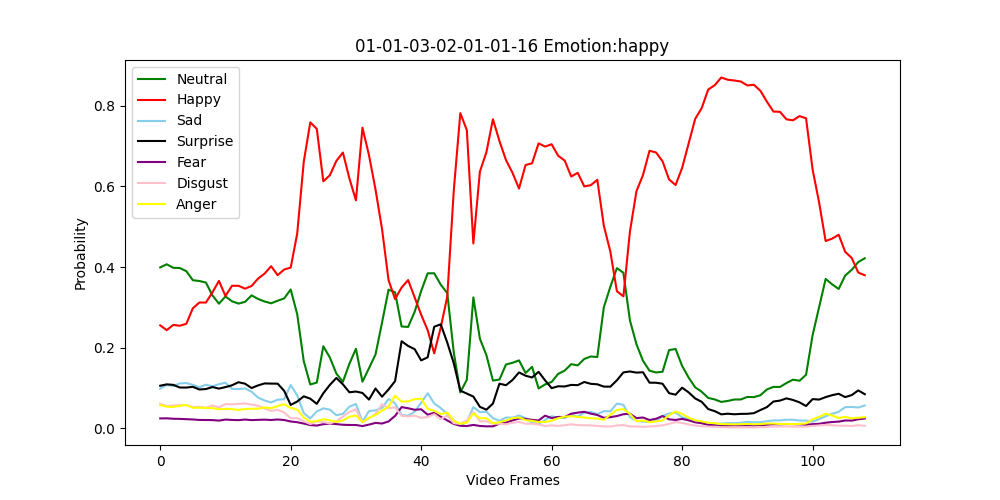 01-01-03-02-01-01-16 Emotion:happy
Neutral
Happy
Sad
Surprise
Fear
Disgust
Anger
Probability
0.8
0.6
0.4
0.2
0.0
0 20 40 60 80 100
Video Frames